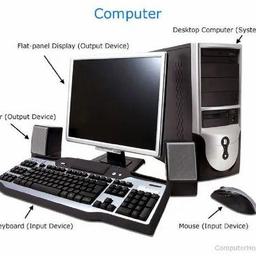 Computer
Desktop Computer (Syste
Flat-panel Display (Output Device)
r (Output Device)
eyboard (Input Device)
Mouse (Input Device)
ComputerHo